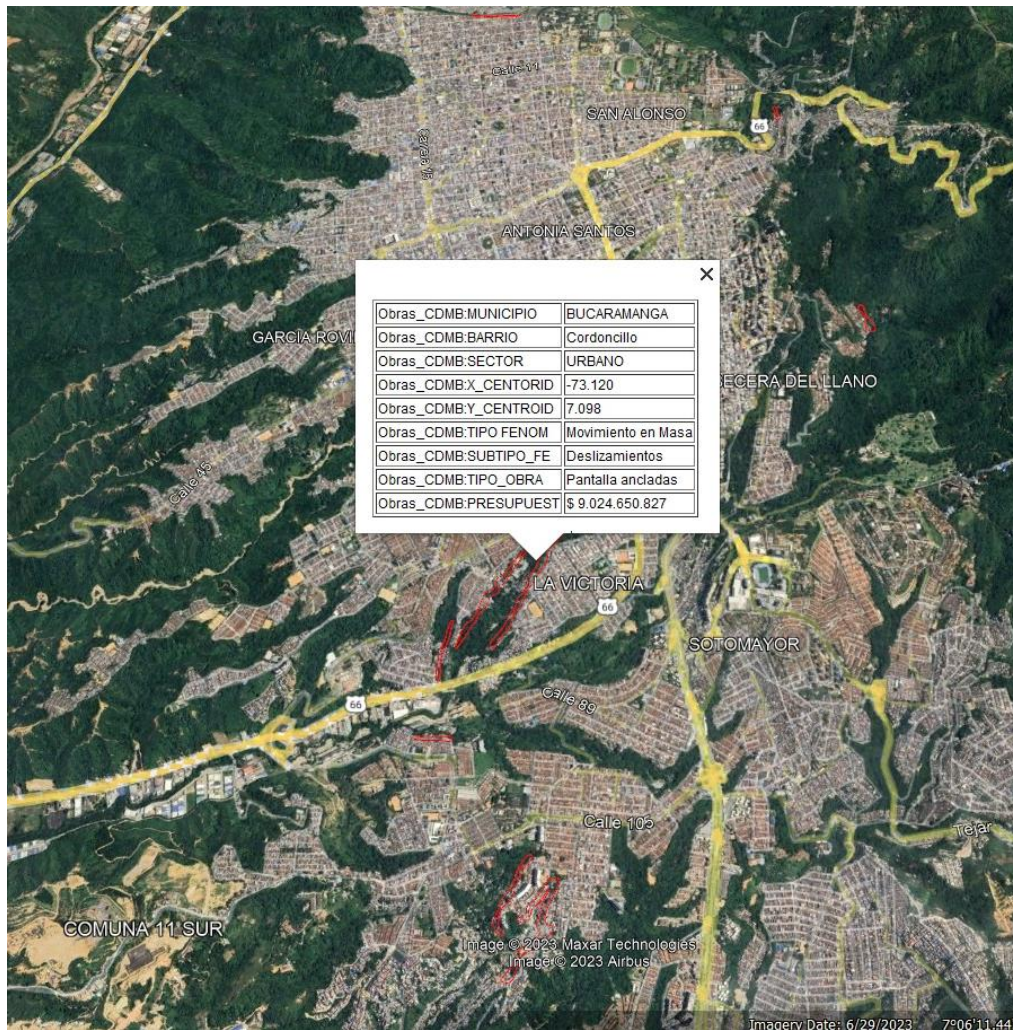 Calle 11
SAN ALONSO
66
Carrera 15
ANTONIA SANTOS
GARCÍA ROVI
ECERA DEL LLANO
Obras_CDMB:MUNICIPIO BUCARAMANGA
Obras_CDMB:BARRIO Cordoncillo
Obras_CDMB:SECTOR URBANO
Obras_CDMB:X_CENTORID -73.120
Obras_CDMB:Y_CENTROID 7.098
Obras_CDMB:TIPO FENOM Movimiento en Masa
Obras_CDMB:SUBTIPO_FE Deslizamientos
Obras_CDMB:TIPO_OBRA Pantalla ancladas
Obras_CDMB:PRESUPUEST $ 9.024.650.827
Calle 45
LA VICTORIA
66
SOTOMAYOR
Calle 89
66
Calle 105
Tejar
COMUNA 11 SUR
Image © 2023 Maxar Technologies
Image © 2023 Airbus
Imagery Date: 6/29/2023 7°06'11.44